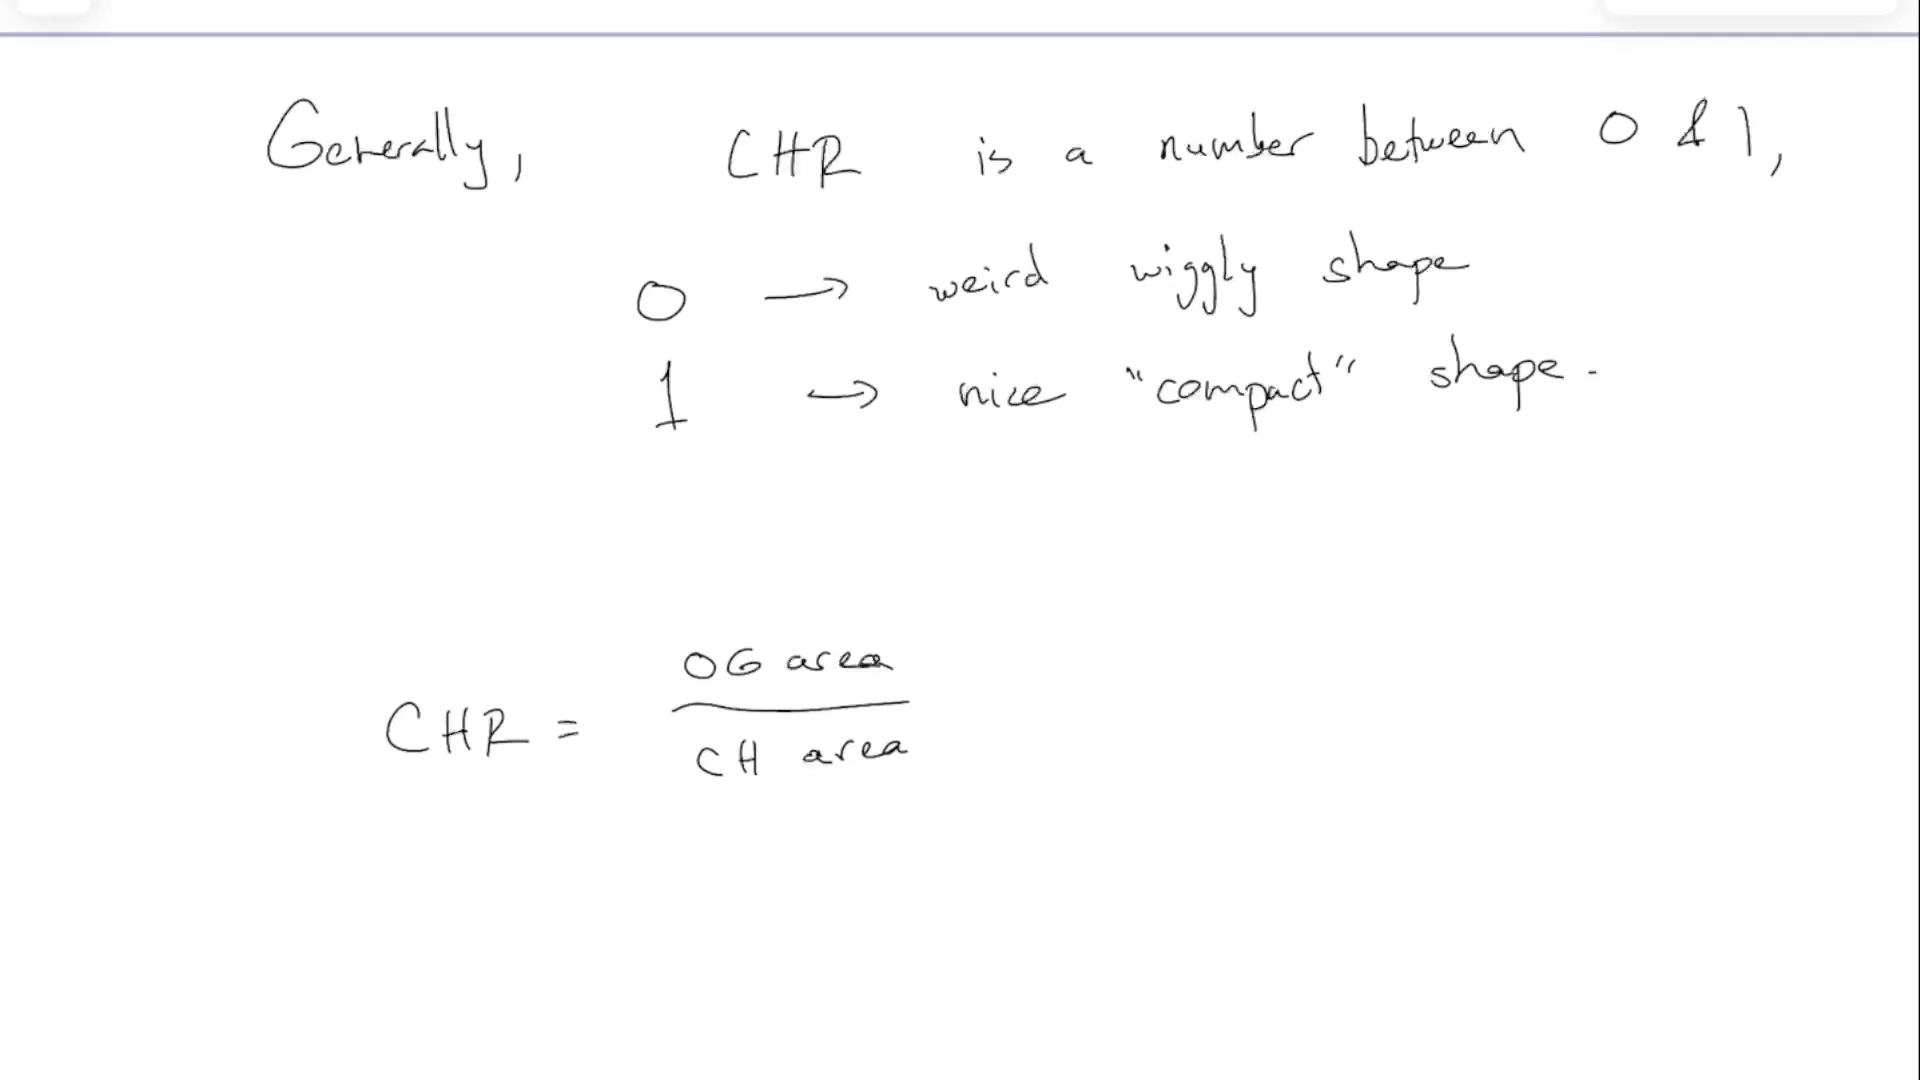 Generally, CHR is a number between 0 & 1,
0 → weird wiggly shape
1 → nice "compact" shape.
CHR = OG area
CH area